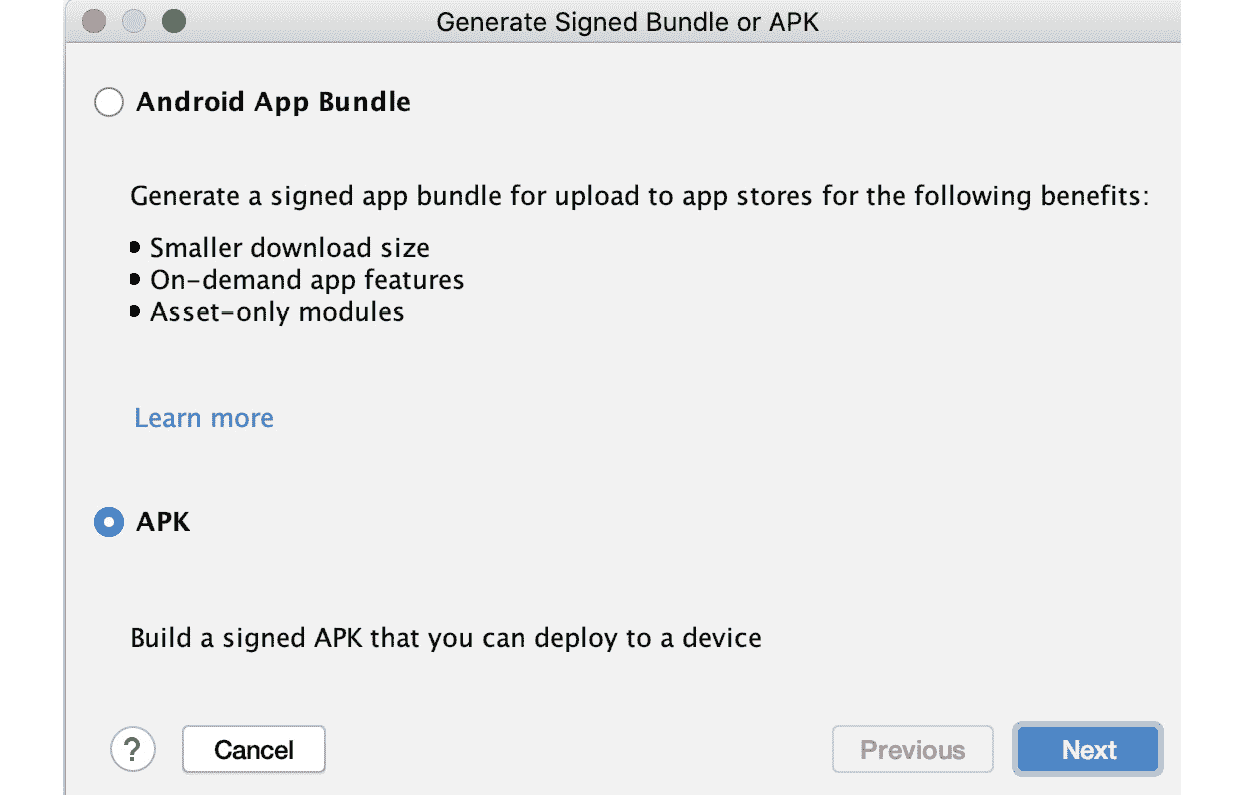 Generate Signed Bundle or APK
Android App Bundle
Generate a signed app bundle for upload to app stores for the following benefits:
• Smaller download size
• On-demand app features
• Asset-only modules
Learn more
APK
Build a signed APK that you can deploy to a device
? Cancel Previous Next